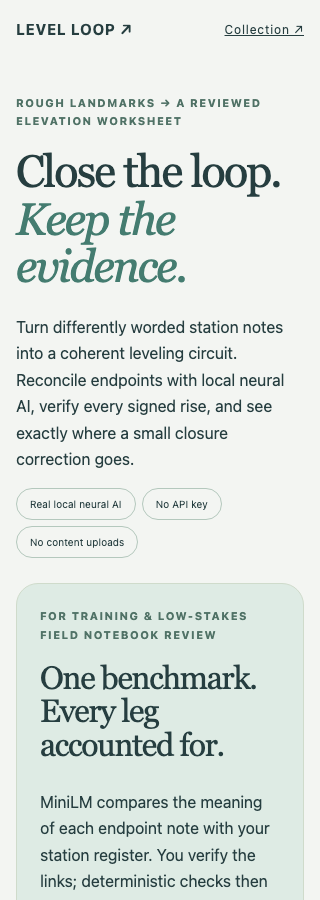 LEVEL LOOP ↗
Collection ↗
ROUGH LANDMARKS → A REVIEWED
ELEVATION WORKSHEET
Close the loop.
Keep the
evidence.
Turn differently worded station notes
into a coherent leveling circuit.
Reconcile endpoints with local neural
AI, verify every signed rise, and see
exactly where a small closure
correction goes.
Real local neural AI
No API key
No content uploads
FOR TRAINING & LOW-STAKES
FIELD NOTEBOOK REVIEW
One benchmark.
Every leg
accounted for.
MiniLM compares the meaning
of each endpoint note with your
station register. You verify the
links; deterministic checks then